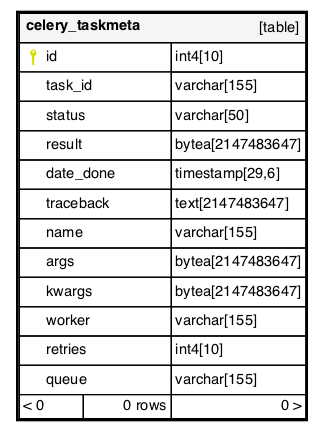 celery_taskmeta [table]
id int4[10]
task_id varchar[155]
status varchar[50]
result bytea[2147483647]
date_done timestamp[29,6]
traceback text[2147483647]
name varchar[155]
args bytea[2147483647]
kwargs bytea[2147483647]
worker varchar[155]
retries int4[10]
queue varchar[155]
< 0 0 rows 0 >